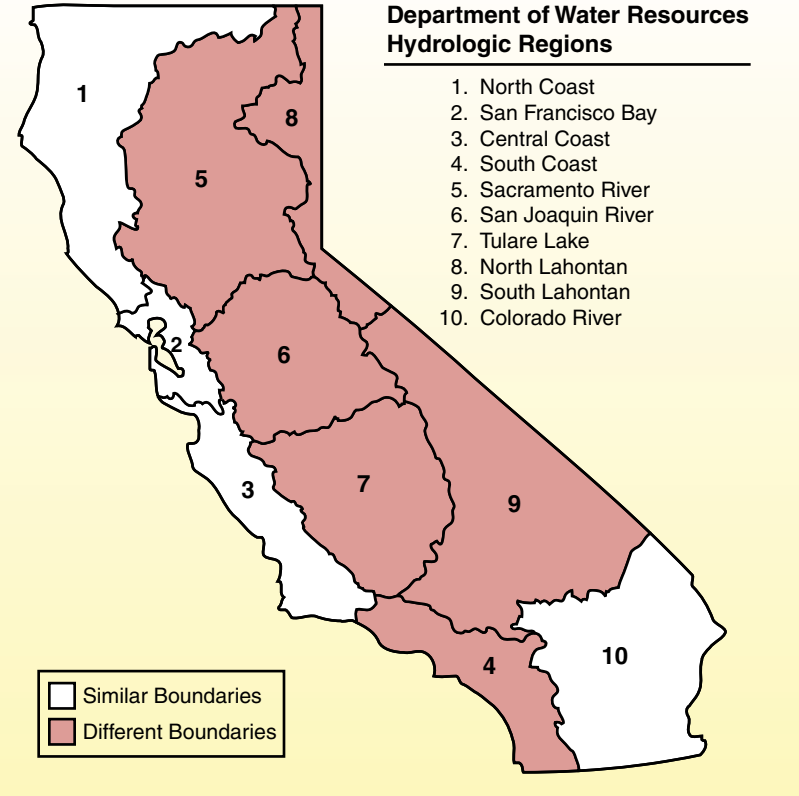 Department of Water Resources
Hydrologic Regions
1. North Coast
2. San Francisco Bay
3. Central Coast
4. South Coast
5. Sacramento River
6. San Joaquin River
7. Tulare Lake
8. North Lahontan
9. South Lahontan
10. Colorado River
1
8
5
2
6
3
7
9
4
10
Similar Boundaries
Different Boundaries